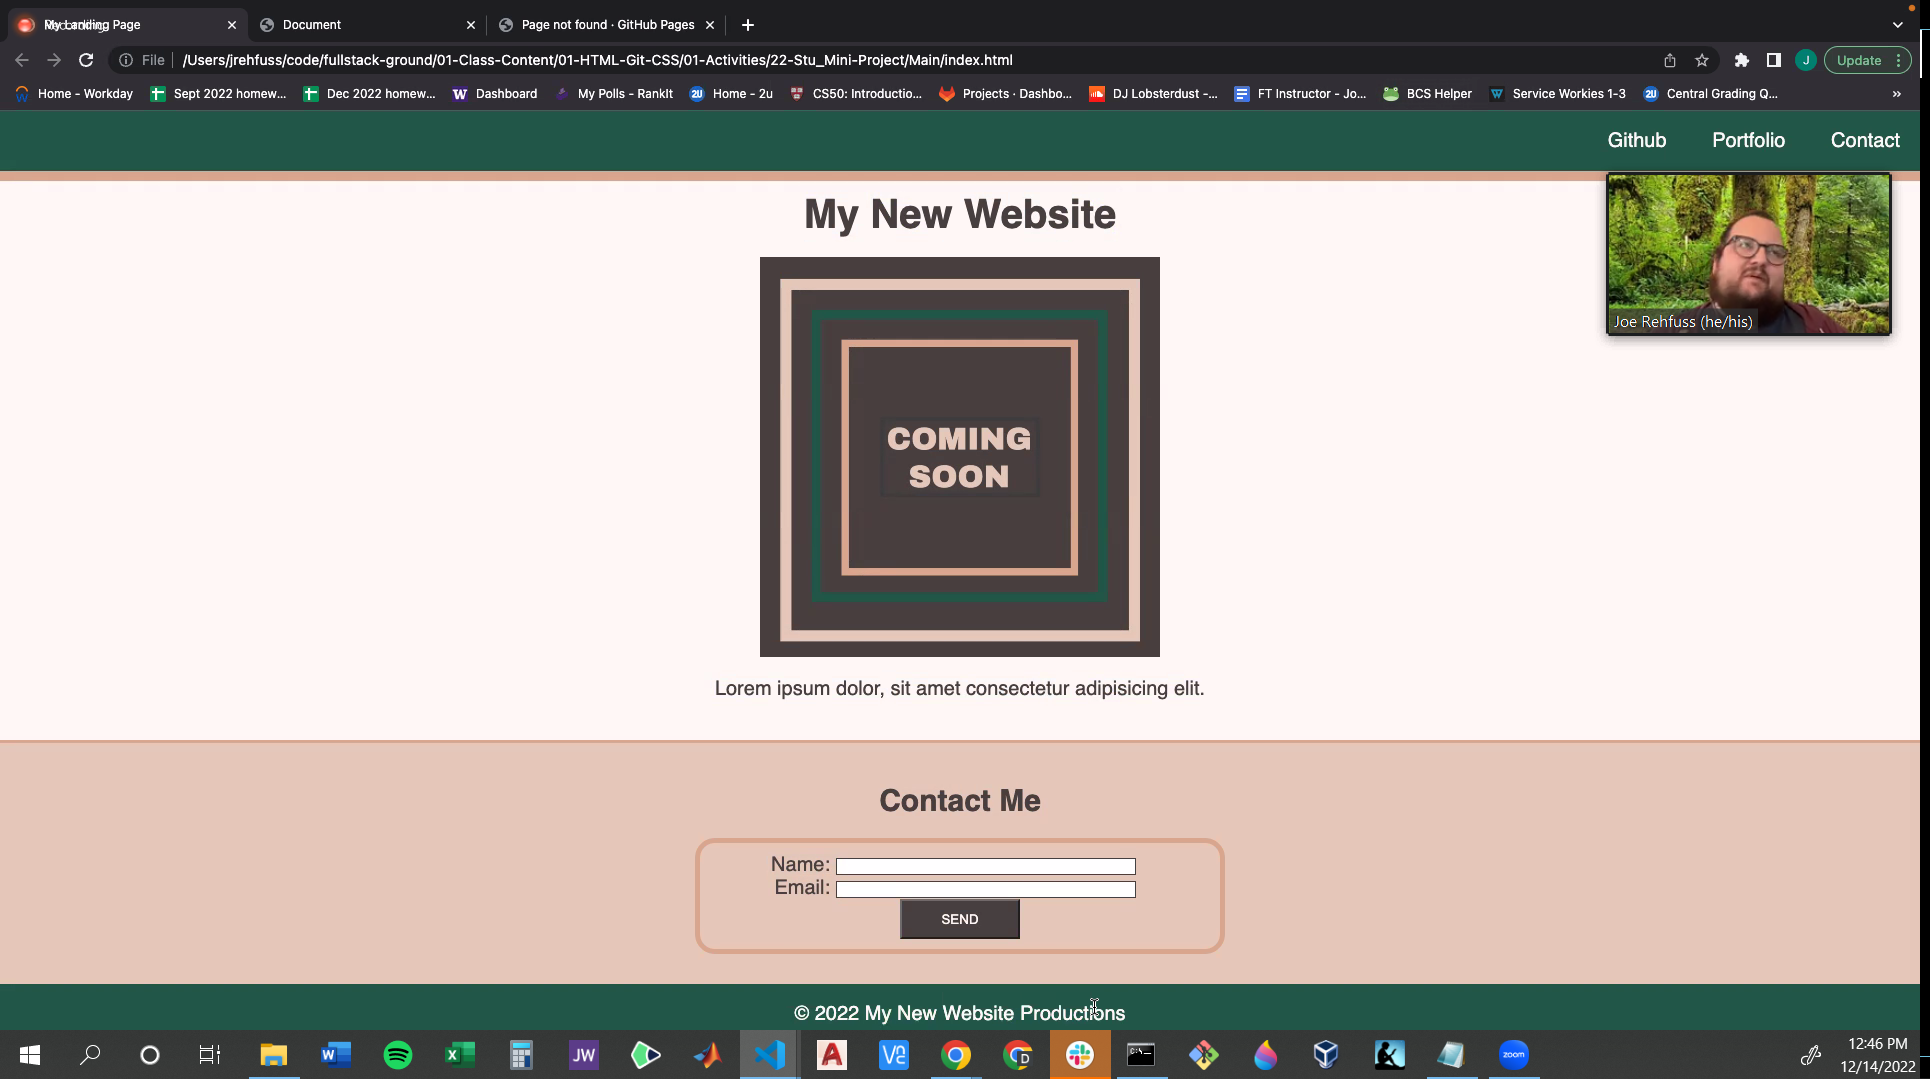 My Landing Page
Document
Page not found · GitHub Pages
File /Users/jrehfuss/code/fullstack-ground/01-Class-Content/01-HTML-Git-CSS/01-Activities/22-Stu_Mini-Project/Main/index.html
J
Update
Home - Workday
Sept 2022 homew...
Dec 2022 homew...
Dashboard
My Polls - RankIt
2U Home - 2u
CS50: Introductio...
Projects · Dashbo...
DJ Lobsterdust -...
FT Instructor - Jo...
BCS Helper
Service Workies 1-3
2U Central Grading Q...
»
Github Portfolio Contact
My New Website
Joe Rehfuss (he/his)
COMING
SOON
Lorem ipsum dolor, sit amet consectetur adipisicing elit.
Contact Me
Name:
Email:
SEND
© 2022 My New Website Productions
JW
zoom
12:46 PM
12/14/2022